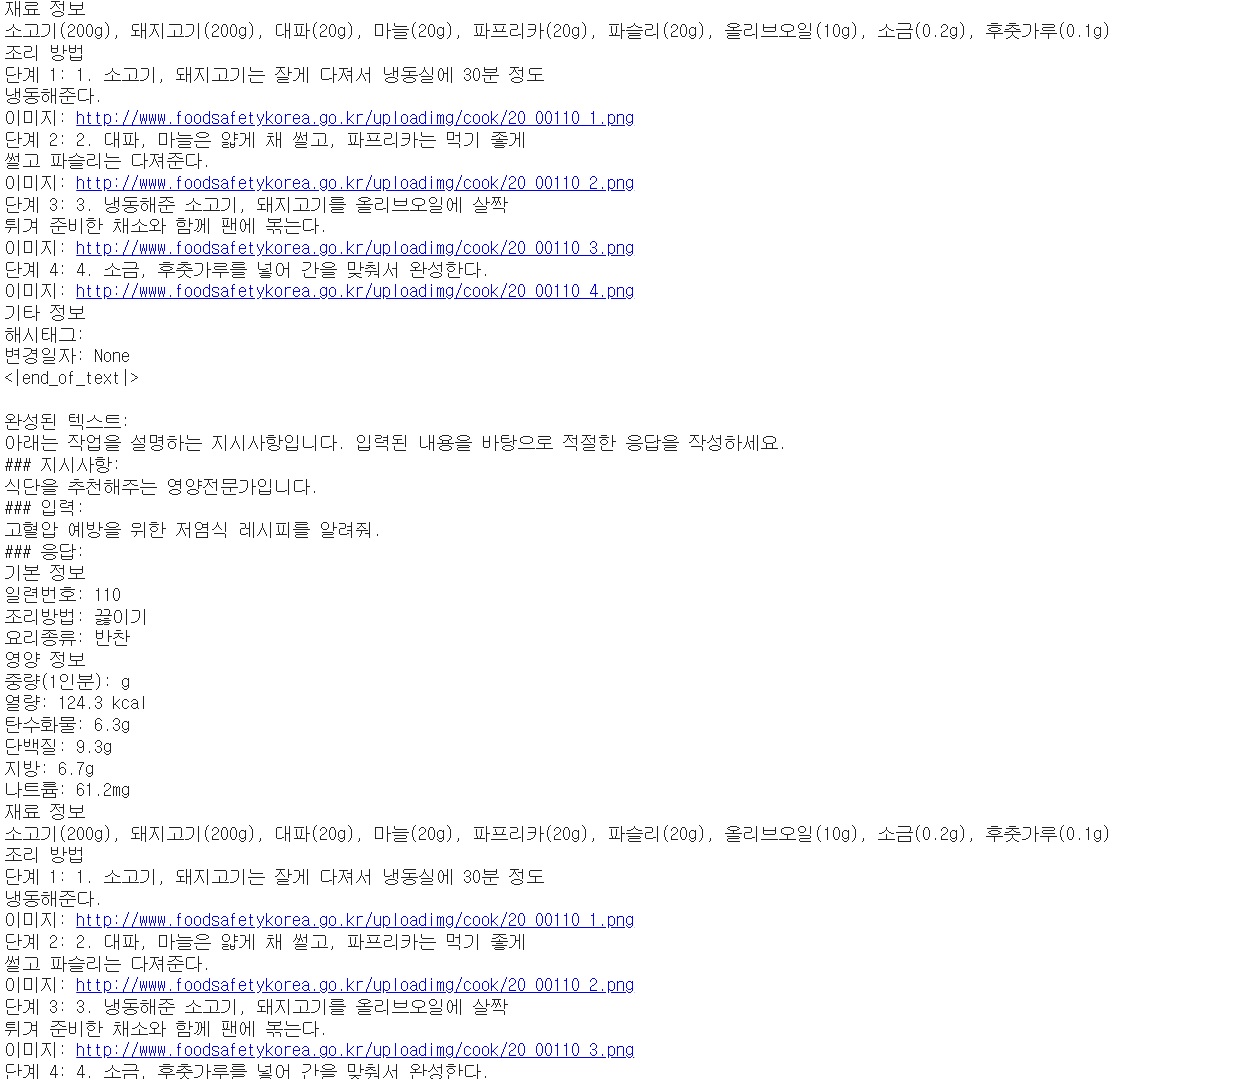 재료 정보
소고기(200g), 돼지고기(200g), 대파(20g), 마늘(20g), 파프리카(20g), 파슬리(20g), 올리브오일(10g), 소금(0.2g), 후춧가루(0.1g)
조리 방법
단계 1: 1. 소고기, 돼지고기는 잘게 다져서 냉동실에 30분 정도
냉동해준다.
이미지: http://www.foodsafetykorea.go.kr/uploadimg/cook/20_00110_1.png
단계 2: 2. 대파, 마늘은 얇게 채 썰고, 파프리카는 먹기 좋게
썰고 파슬리는 다져준다.
이미지: http://www.foodsafetykorea.go.kr/uploadimg/cook/20_00110_2.png
단계 3: 3. 냉동해준 소고기, 돼지고기를 올리브오일에 살짝
튀겨 준비한 채소와 함께 팬에 볶는다.
이미지: http://www.foodsafetykorea.go.kr/uploadimg/cook/20_00110_3.png
단계 4: 4. 소금, 후춧가루를 넣어 간을 맞춰서 완성한다.
이미지: http://www.foodsafetykorea.go.kr/uploadimg/cook/20_00110_4.png
기타 정보
해시태그:
변경일자: None
<|end_of_text|>
완성된 텍스트:
아래는 작업을 설명하는 지시사항입니다. 입력된 내용을 바탕으로 적절한 응답을 작성하세요.
### 지시사항:
식단을 추천해주는 영양전문가입니다.
### 입력:
고혈압 예방을 위한 저염식 레시피를 알려줘.
### 응답:
기본 정보
일련번호: 110
조리방법: 끓이기
요리종류: 반찬
영양 정보
중량(1인분): g
열량: 124.3 kcal
탄수화물: 6.3g
단백질: 9.3g
지방: 6.7g
나트륨: 61.2mg
재료 정보
소고기(200g), 돼지고기(200g), 대파(20g), 마늘(20g), 파프리카(20g), 파슬리(20g), 올리브오일(10g), 소금(0.2g), 후춧가루(0.1g)
조리 방법
단계 1: 1. 소고기, 돼지고기는 잘게 다져서 냉동실에 30분 정도
냉동해준다.
이미지: http://www.foodsafetykorea.go.kr/uploadimg/cook/20_00110_1.png
단계 2: 2. 대파, 마늘은 얇게 채 썰고, 파프리카는 먹기 좋게
썰고 파슬리는 다져준다.
이미지: http://www.foodsafetykorea.go.kr/uploadimg/cook/20_00110_2.png
단계 3: 3. 냉동해준 소고기, 돼지고기를 올리브오일에 살짝
튀겨 준비한 채소와 함께 팬에 볶는다.
이미지: http://www.foodsafetykorea.go.kr/uploadimg/cook/20_00110_3.png
단계 4: 4. 소금, 후춧가루를 넣어 간을 맞춰서 완성한다.